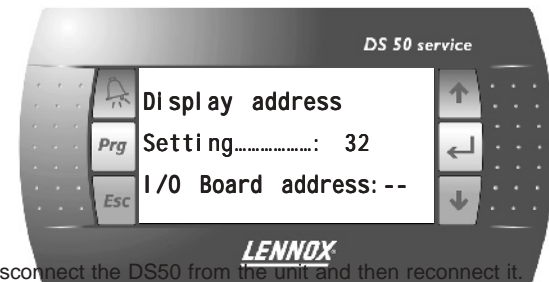 DS 50 service
Display address
Setting………………: 32
Prg
I/O Board address:--
Esc
LENNOX
the DS50 from the unit and then reconnect it.